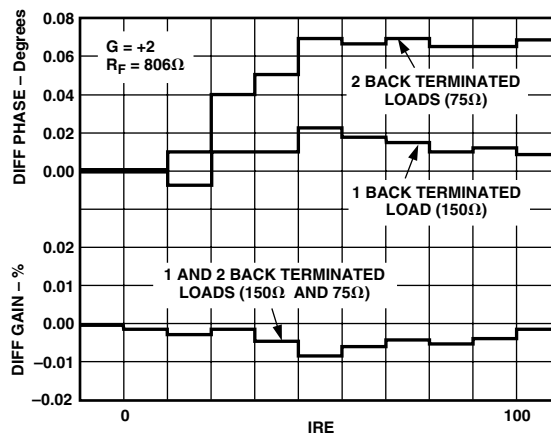 DIFF PHASE – Degrees
0.08
0.06
0.04
0.02
0.00
G = +2
RF = 806Ω
2 BACK TERMINATED
LOADS (75Ω)
1 BACK TERMINATED
LOAD (150Ω)
DIFF GAIN – %
0.02
0.01
0.00
–0.01
–0.02
1 AND 2 BACK TERMINATED
LOADS (150Ω AND 75Ω)
0
100
IRE